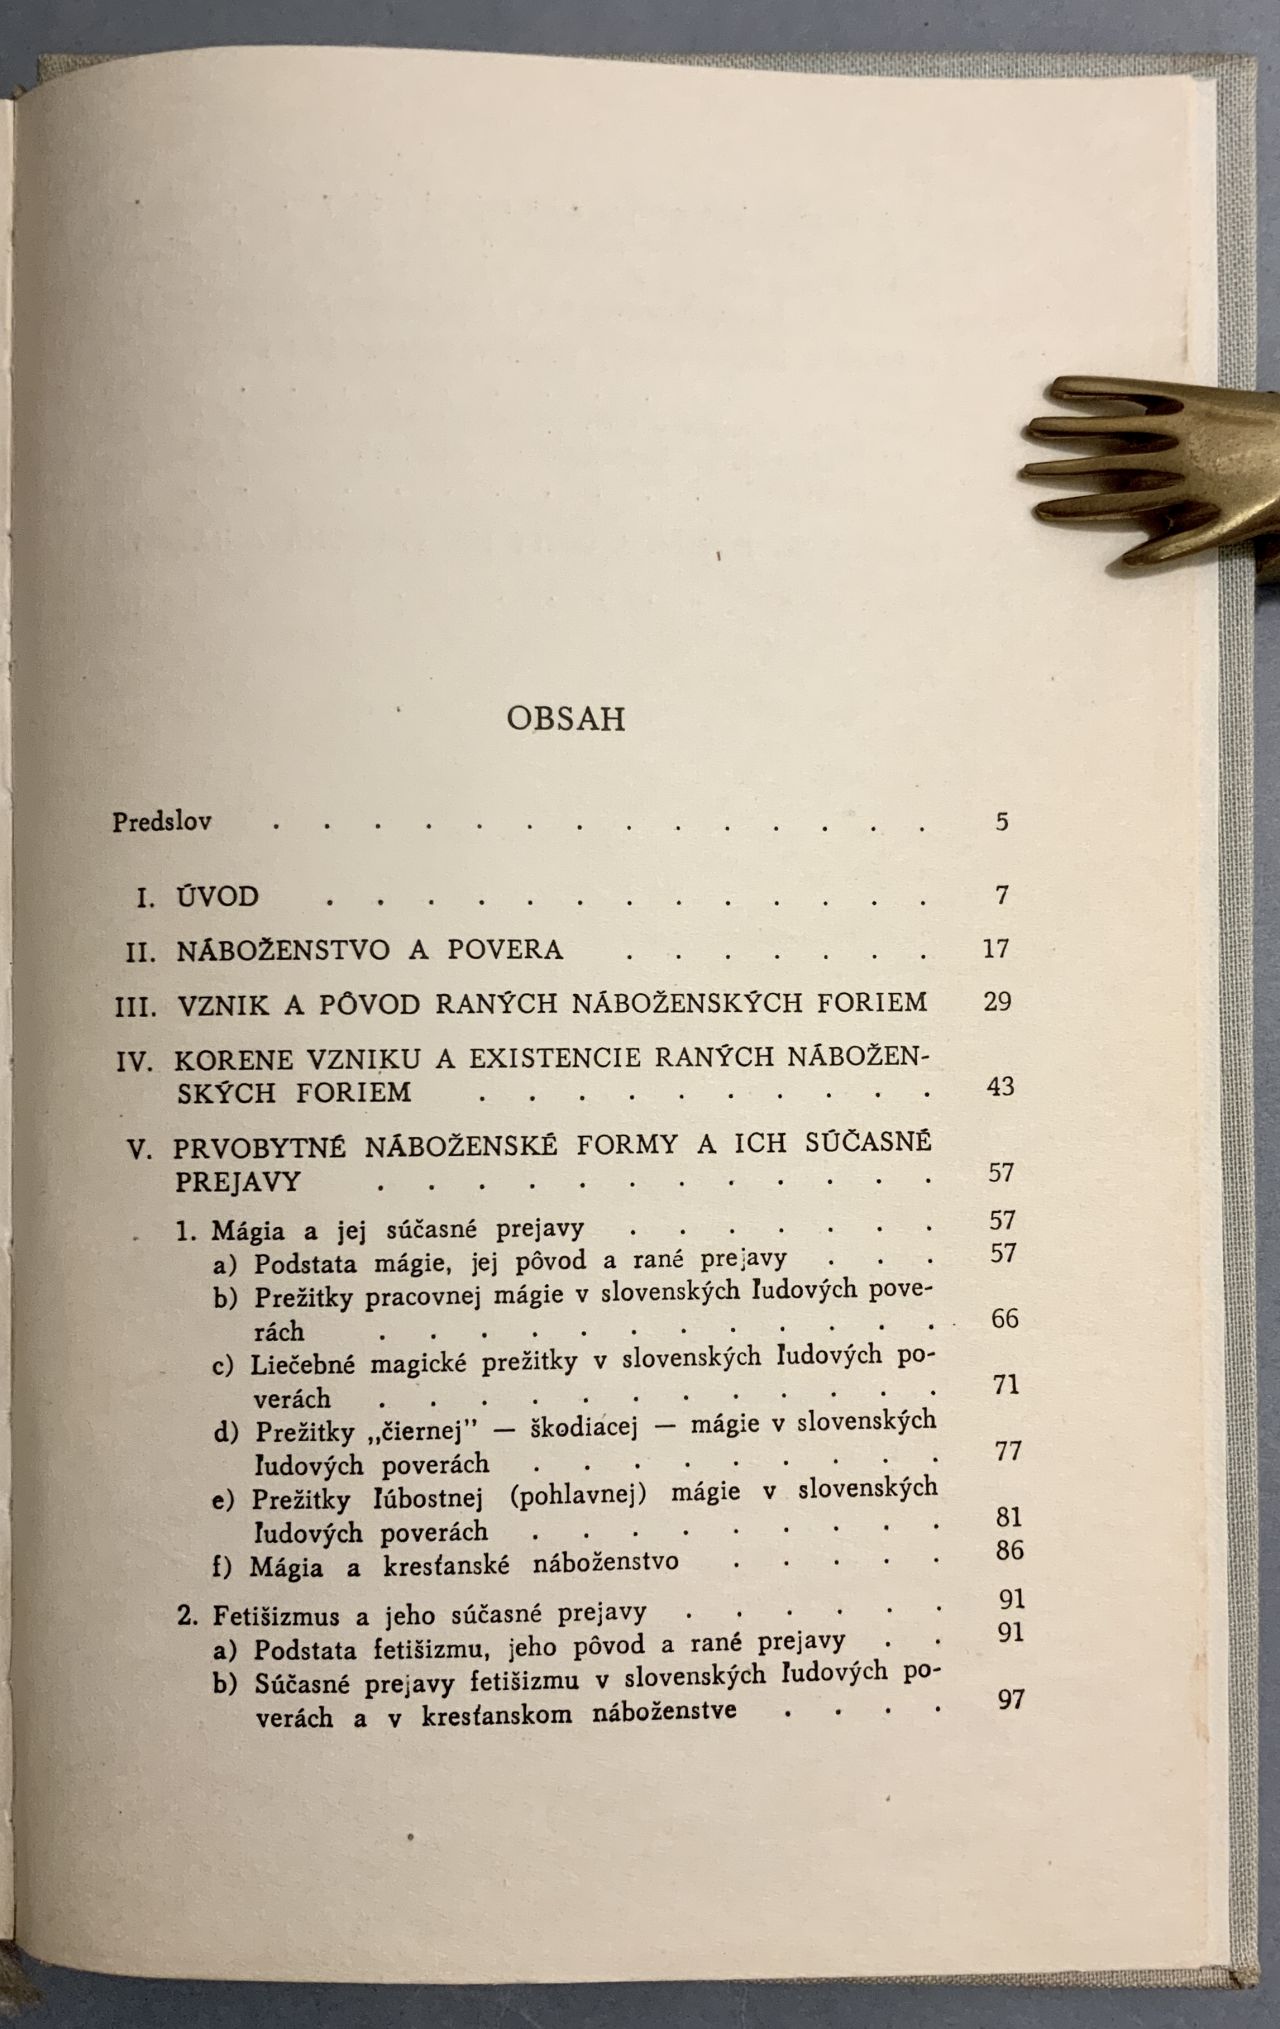 OBSAH
Predslov . . . . . . . . . . . . . . 5
I. ÚVOD . . . . . . . . . . . . . 7
II. NÁBOŽENSTVO A POVERA . . . . . . . 17
III. VZNIK A PÔVOD RANÝCH NÁBOŽENSKÝCH FORIEM 29
IV. KORENE VZNIKU A EXISTENCIE RANÝCH NÁBOŽEN-
SKÝCH FORIEM . . . . . . . . . . 43
V. PRVOBYTNÉ NÁBOŽENSKÉ FORMY A ICH SÚČASNÉ
PREJAVY . . . . . . . . . . . . 57
1. Mágia a jej súčasné prejavy . . . . . . . 57
a) Podstata mágie, jej pôvod a rané prejavy . . . 57
b) Prežitky pracovnej mágie v slovenských ľudových pove-
rách . . . . . . . . . . . . 66
c) Liečebné magické prežitky v slovenských ľudových po-
verách . . . . . . . . . . . . 71
d) Prežitky „čiernej” — škodiacej — mágie v slovenských
ľudových poverách . . . . . . . . . 77
e) Prežitky ľúbostnej (pohlavnej) mágie v slovenských
ľudových poverách . . . . . . . . . 81
f) Mágia a kresťanské náboženstvo . . . . . 86
2. Fetišizmus a jeho súčasné prejavy . . . . . . 91
a) Podstata fetišizmu, jeho pôvod a rané prejavy . . 91
b) Súčasné prejavy fetišizmu v slovenských ľudových po-
verách a v kresťanskom náboženstve . . . . 97